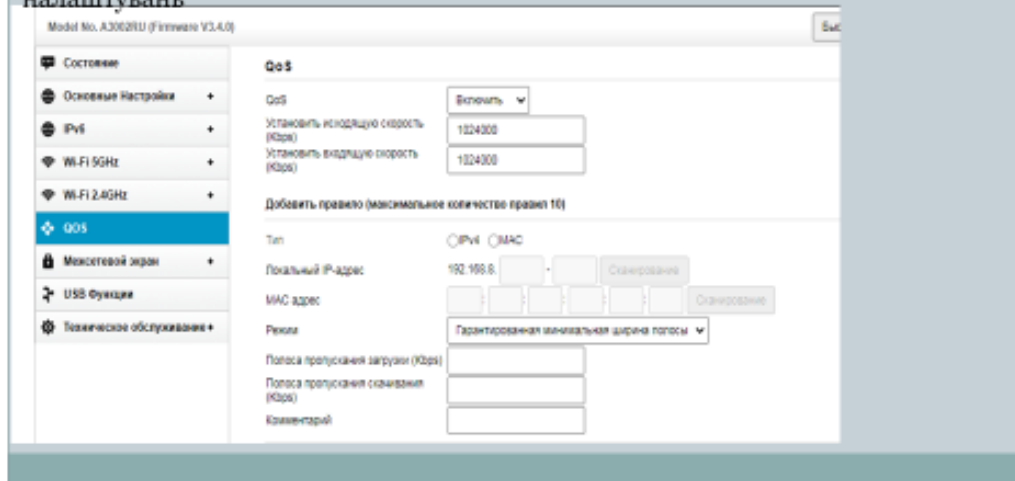 налаштувань
Model No. A3002RU (Firmware V3.4.0)
Состояние
Основные Настройки +
IPv6 +
Wi-Fi 5GHz +
Wi-Fi 2.4GHz +
QOS
Межсетевой экран +
USB Функции
Техническое обслуживание +
QoS
QoS Включить
Установить исходящую скорость
(Kbps) 1024000
Установить входящую скорость
(Kbps) 1024000
Добавить правило (максимальное количество правил 10)
Тип IPv4 MAC
Локальный IP-адрес 192.168.8. - Сканирование
MAC адрес : : : : : Сканирование
Режим Гарантированная минимальная ширина полосы
Полоса пропускания загрузки (Kbps)
Полоса пропускания скачивания
(Kbps)
Комментарий